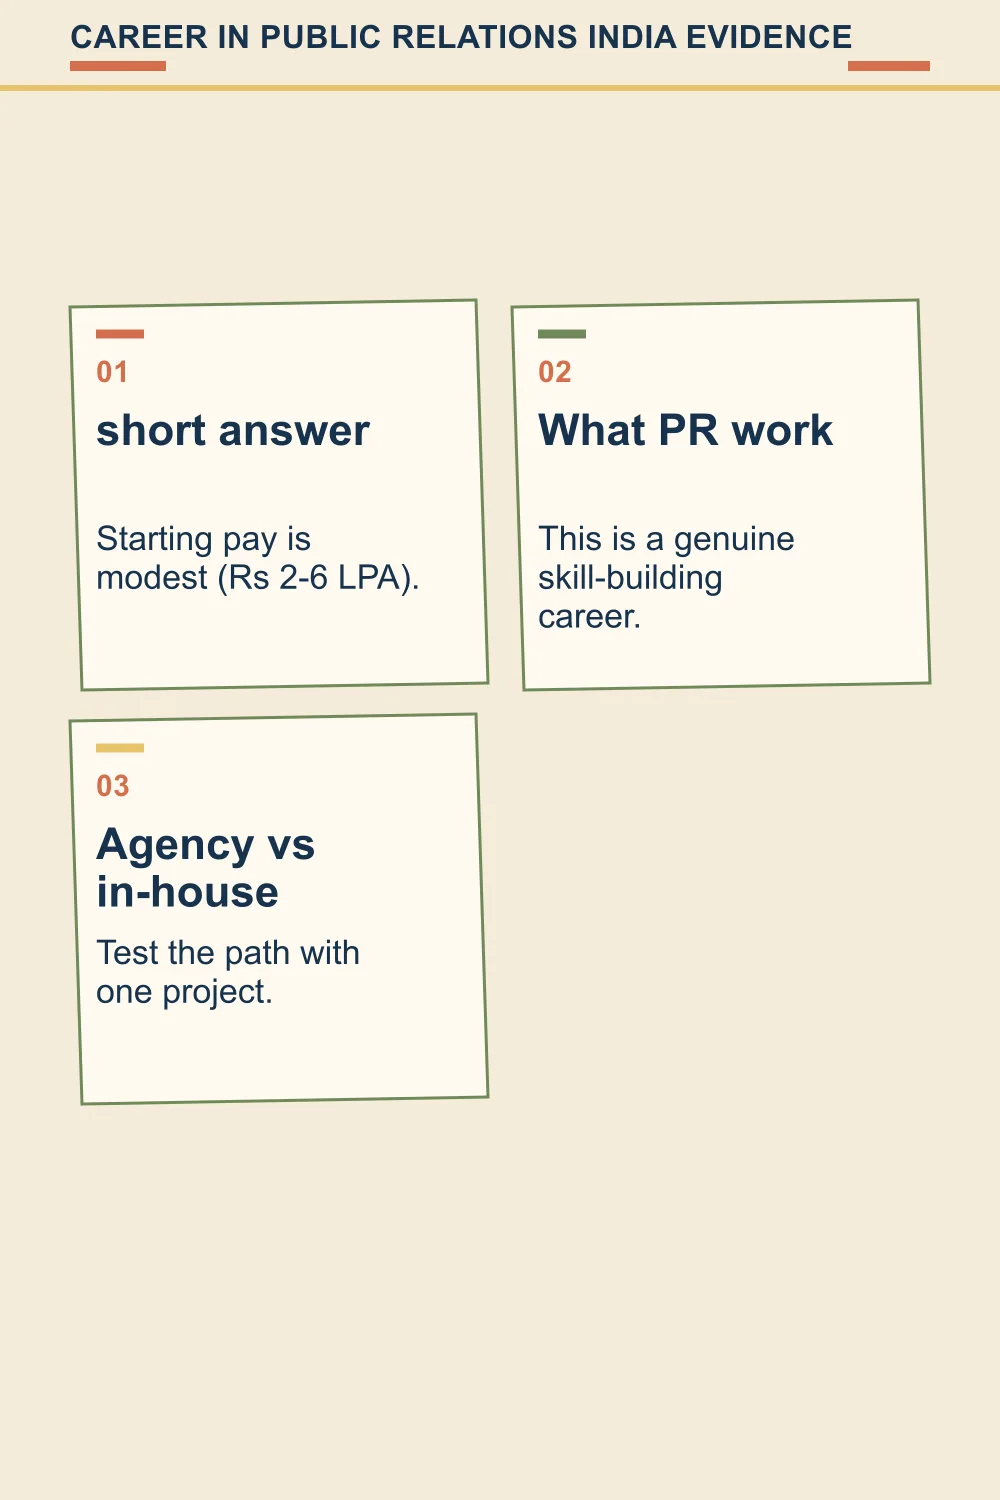 CAREER IN PUBLIC RELATIONS INDIA EVIDENCE
01
short answer
Starting pay is
modest (Rs 2-6 LPA).
02
What PR work
This is a genuine
skill-building
career.
03
Agency vs
in-house
Test the path with
one project.